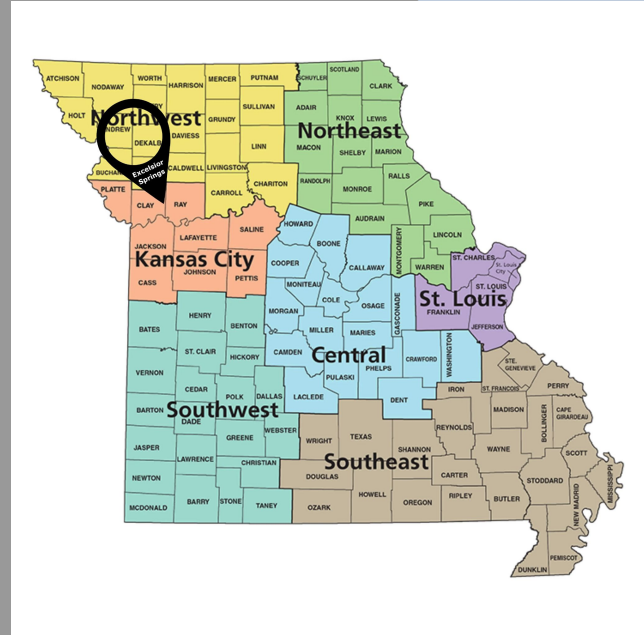 ATCHISON
NODAWAY
WORTH
HARRISON
MERCER
PUTNAM
SCHUYLER
SCOTLAND
CLARK
HOLT
Northwest
DAVIESS
GRUNDY
SULLIVAN
ADAIR
KNOX
LEWIS
Northeast
DEKALB
LINN
MACON
SHELBY
MARION
Excelsior
Springs
CALDWELL
LIVINGSTON
CARROLL
CHARITON
RANDOLPH
MONROE
RALLS
PIKE
PLATTE
CLAY
RAY
AUDRAIN
MONTGOMERY
LINCOLN
WARREN
JACKSON
LAFAYETTE
SALINE
Kansas City
CASS
JOHNSON
PETTIS
HOWARD
BOONE
COOPER
CALLAWAY
MONITEAU
COLE
OSAGE
GASCONADE
MORGAN
MILLER
MARIES
CAMDEN
Central
PHELPS
CRAWFORD
WASHINGTON
PULASKI
LACLEDE
DENT
ST. CHARLES
St. Louis
City
ST. LOUIS
St. Louis
FRANKLIN
JEFFERSON
BATES
HENRY
BENTON
VERNON
ST. CLAIR
HICKORY
CEDAR
POLK
DALLAS
BARTON
Southwest
DADE
WEBSTER
JASPER
GREENE
LAWRENCE
CHRISTIAN
NEWTON
MCDONALD
BARRY
STONE
TANEY
STE.
GENEVIEVE
ST. FRANCOIS
PERRY
IRON
MADISON
BOLLINGER
CAPE
GIRARDEAU
REYNOLDS
WAYNE
SCOTT
WRIGHT
TEXAS
SHANNON
Southeast
DOUGLAS
CARTER
STODDARD
MISSISSIPPI
OZARK
HOWELL
OREGON
RIPLEY
BUTLER
NEW MADRID
PEMISCOT
DUNKLIN